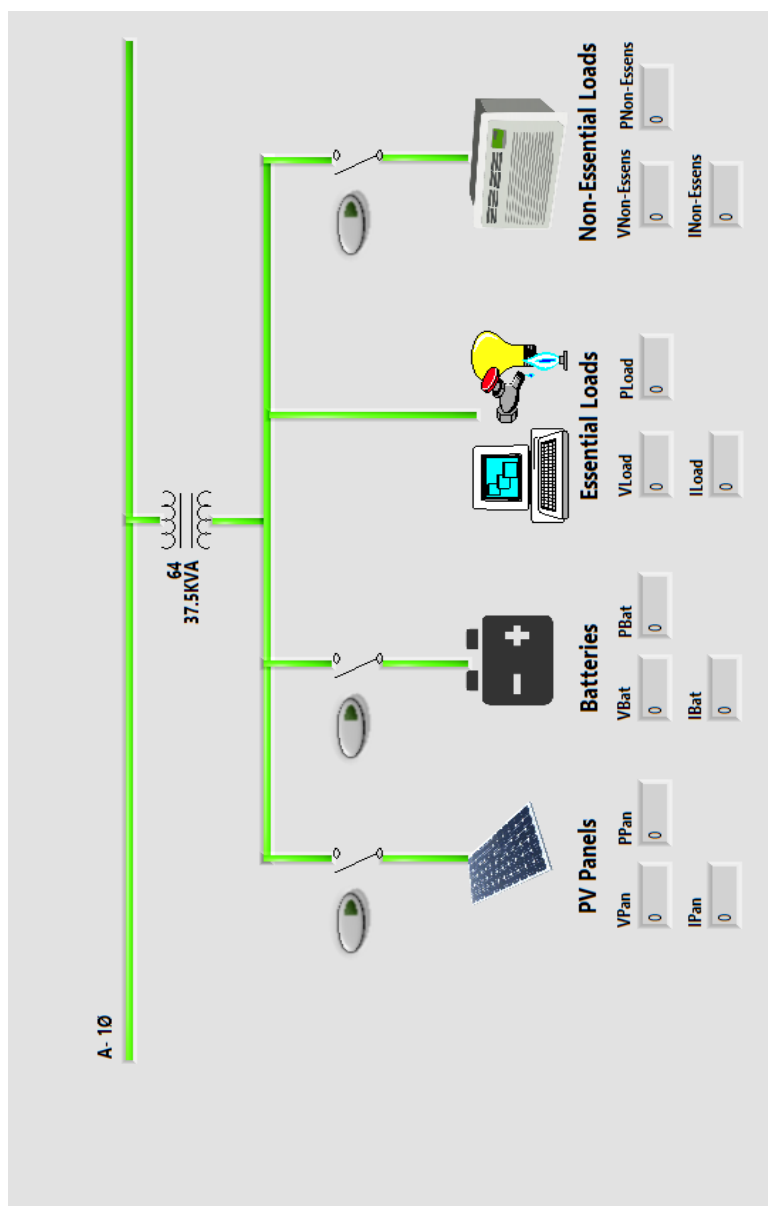 A- 1Ø
64
37.5KVA
PV Panels
VPan
0
PPan
0
IPan
0
Batteries
VBat
0
PBat
0
IBat
0
Essential Loads
VLoad
0
PLoad
0
ILoad
0
Non-Essential Loads
VNon-Essens
0
PNon-Essens
0
INon-Essens
0